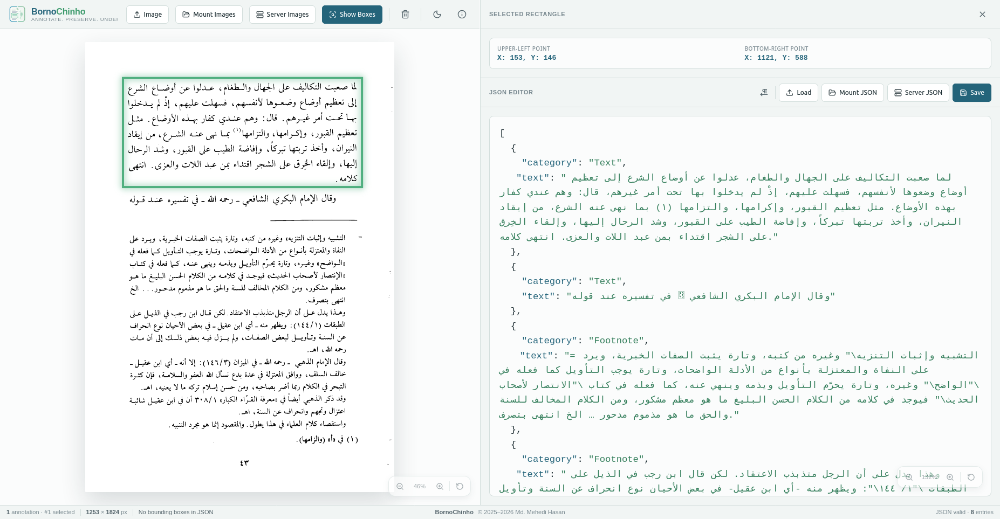 BornoChinho
ANNOTATE. PRESERVE. UNDE
Image
Mount Images
Server Images
Show Boxes
لما صعبت التكاليف على الجهال والطغام، عدلوا عن أوضاع الشرع
إلى تعظيم أوضاع وضعوها لأنفسهم، فسهلت عليهم، إذْ لم يدخلوا
بها تحت أمر غيرهم. قال: وهم عندي كفار بهذه الأوضاع. مثل
تعظيم القبور، وإكرامها، والتزامها(١) بما نهى عنه الشرع، من إيقاد
النيران، وأخذ تربتها تبركاً، وإفاضة الطيب على القبور، وشد الرحال
إليها، وإلقاء الخِرق على الشجر اقتداء بمن عبد اللات والعزى. انتهى
كلامه.
وقال الإمام البكري الشافعي ـ رحمه الله ـ في تفسيره عند قوله
= التشبيه وإثبات التنزيه» وغيره من كتبه، وتارة يثبت الصفات الخبرية، ويرد على
النفاة والمعتزلة بأنواع من الأدلة الواضحات، وتارة يوجب التأويل كما فعله في
«الواضح» وغيره، وتارة يحرّم التأويل ويذمه وينهى عنه، كما فعله في كتاب
«الإنتصار لأصحاب الحديث» فيوجد في كلامه من الكلام الحسن البليغ ما هو
معظم مشكور، ومن الكلام المخالف للسنة والحق ما هو مذموم مدحور... الخ
انتهى بتصرف.
وهذا يدل على أن الرجل متذبذب الاعتقاد. لكن قال ابن رجب في الذيل على
الطبقات (١/١٤٤): ويظهر منه ـ أي ابن عقيل ـ في بعض الأحيان نوع انحراف
عن السنة وتأويل لبعض الصفات، ولم يزل فيه بعض ذلك إلى أن مات
رحمه الله، اهـ.
وقال الإمام الذهبي ـ رحمه الله ـ في الميزان (٣/١٤٦): إلا أنه ـ أي ابن عقيل ـ
خالف السلف، ووافق المعتزلة في عدة بدع نسأل الله العفو والسلامة، فإن كثرة
التبحر في الكلام ربما أضر بصاحبه، ومن حسن إسلام تركه ما لا يعنيه، اهـ.
وقد ذكر الذهبي أيضاً في «معرفة القرّاء الكبار» ٣٠٨/١ أن في ابن عقيل شائبة
اعتزال وتجهم وانحراف عن السنة، اهـ.
واستقصاء كلام العلماء في هذا يطول. والمقصود إنما هو مجرد التنبيه.
(١) في «أ» (والزامها).
٤٣
46%
SELECTED RECTANGLE
UPPER-LEFT POINT
X: 153, Y: 146
BOTTOM-RIGHT POINT
X: 1121, Y: 588
JSON EDITOR
Load
Mount JSON
Server JSON
Save
[
{
"category": "Text",
"text": " لما صعبت التكاليف على الجهال والطغام، عدلوا عن أوضاع الشرع إلى تعظيم
أوضاع وضعوها لأنفسهم، فسهلت عليهم، إذْ لم يدخلوا بها تحت أمر غيرهم، قال: وهم عندي كفار
بهذه الأوضاع. مثل تعظيم القبور، وإكرامها، والتزامها (١) بما نهى عنه الشرع، من إيقاد
النيران، وأخذ تربتها تبركاً، وإفاضة الطيب على القبور، وشد الرحال إليها، وإلقاء الخِرق
على الشجر اقتداء بمن عبد اللات والعزى. انتهى كلامه."
},
{
"category": "Text",
"text": "وقال الإمام البكري الشافعي في تفسيره عند قوله"
},
{
"category": "Footnote",
"text": "= التشبيه وإثبات التنزيه\" وغيره من كتبه، وتارة يثبت الصفات الخبرية، ويرد
على النفاة والمعتزلة بأنواع من الأدلة الواضحات، وتارة يوجب التأويل كما فعله في
\"الواضح\" وغيره، وتارة يحرّم التأويل ويذمه وينهي عنه، كما فعله في كتاب \"الانتصار لأصحاب
الحديث\" فيوجد في كلامه من الكلام الحسن البليغ ما هو معظم مشكور، ومن الكلام المخالف للسنة
والحق ما هو مذموم مدحور … الخ انتهى بتصرف."
},
{
"category": "Footnote",
"text": " وهذا يدل على أن الرجل متذبذب الاعتقاد. لكن قال ابن رجب في الذيل على
الطبقات \"١/ ١٤٤\": ويظهر منه -أي ابن عقيل- في بعض الأحيان نوع انحراف عن السنة وتأويل
132%
1 annotation · #1 selected
1253 × 1824 px
No bounding boxes in JSON
BornoChinho © 2025–2026 Md. Mehedi Hasan
JSON valid · 8 entries